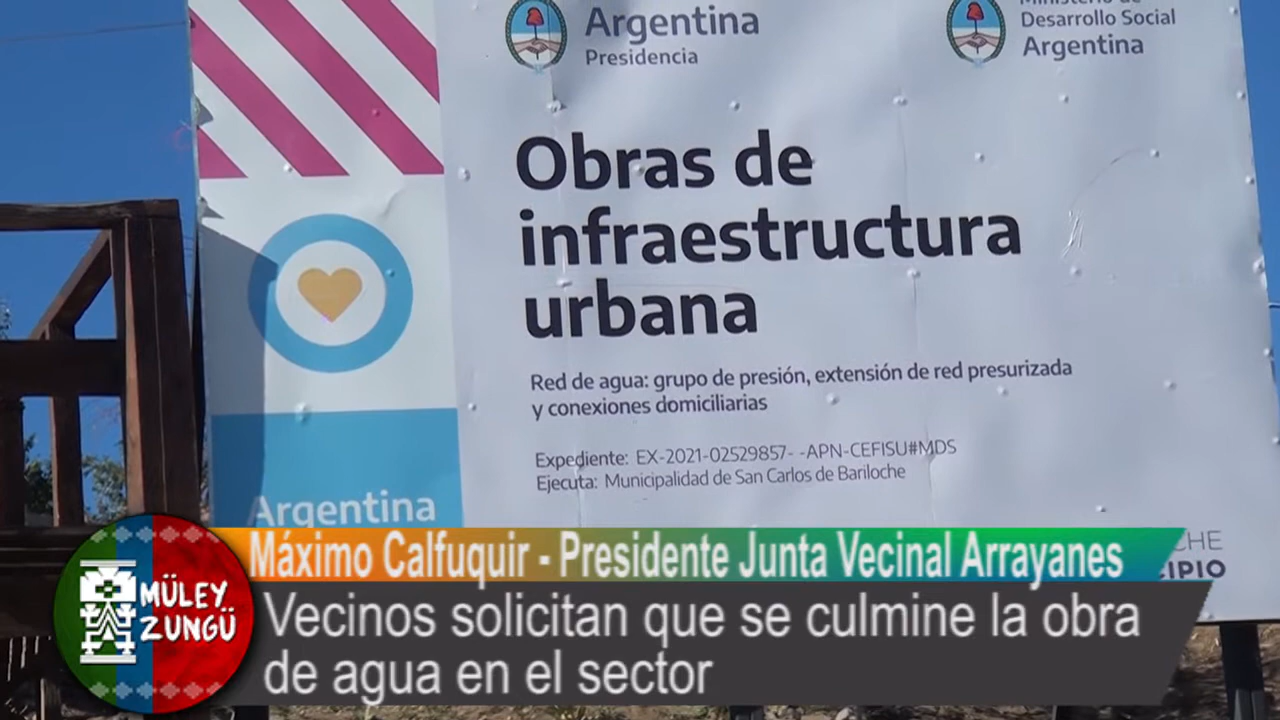 Argentina
Presidencia
Ministerio de
Desarrollo Social
Argentina
Obras de
infraestructura
urbana
Red de agua: grupo de presión, extensión de red presurizada
y conexiones domiciliarias
Expediente: EX-2021-02529857- -APN-CEFISU#MDS
Ejecuta: Municipalidad de San Carlos de Bariloche
Argentina
CHE
CIPIO
Máximo Calfuquir - Presidente Junta Vecinal Arrayanes
MÜLEY
ZUNGÜ
Vecinos solicitan que se culmine la obra
de agua en el sector